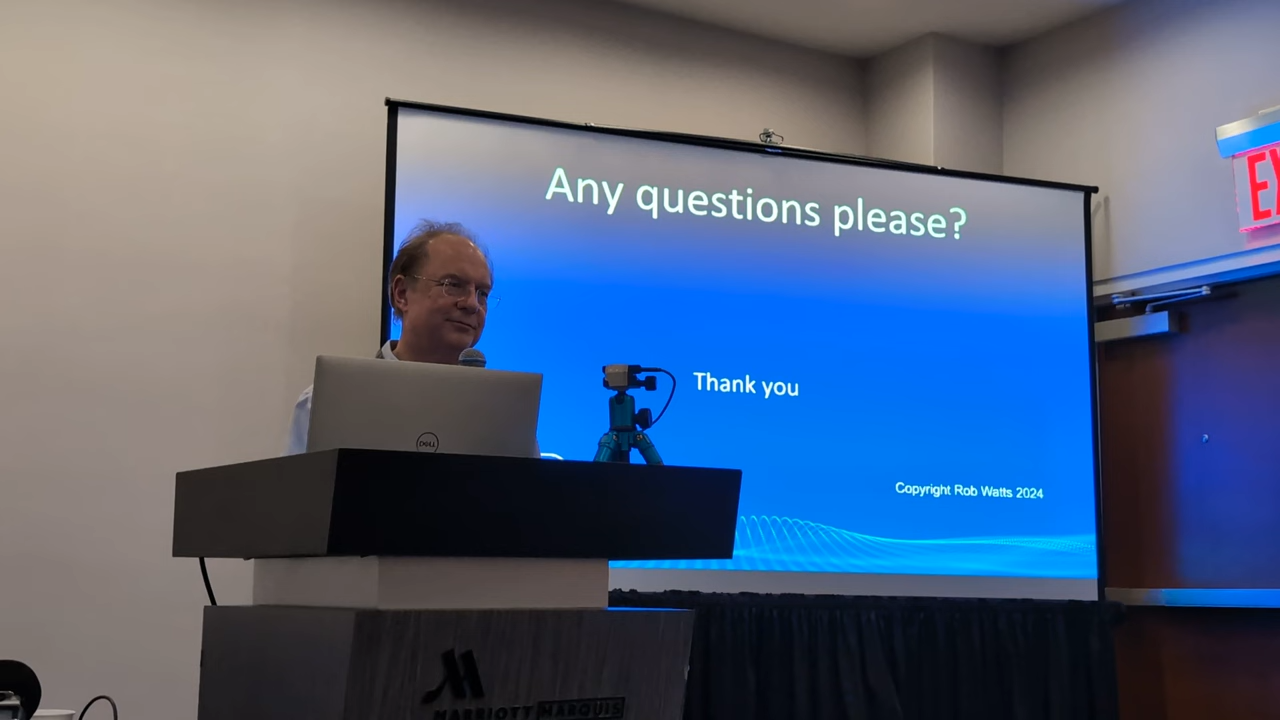 Any questions please?
Thank you
Copyright Rob Watts 2024
DELL
MARRIOTT MARQUIS